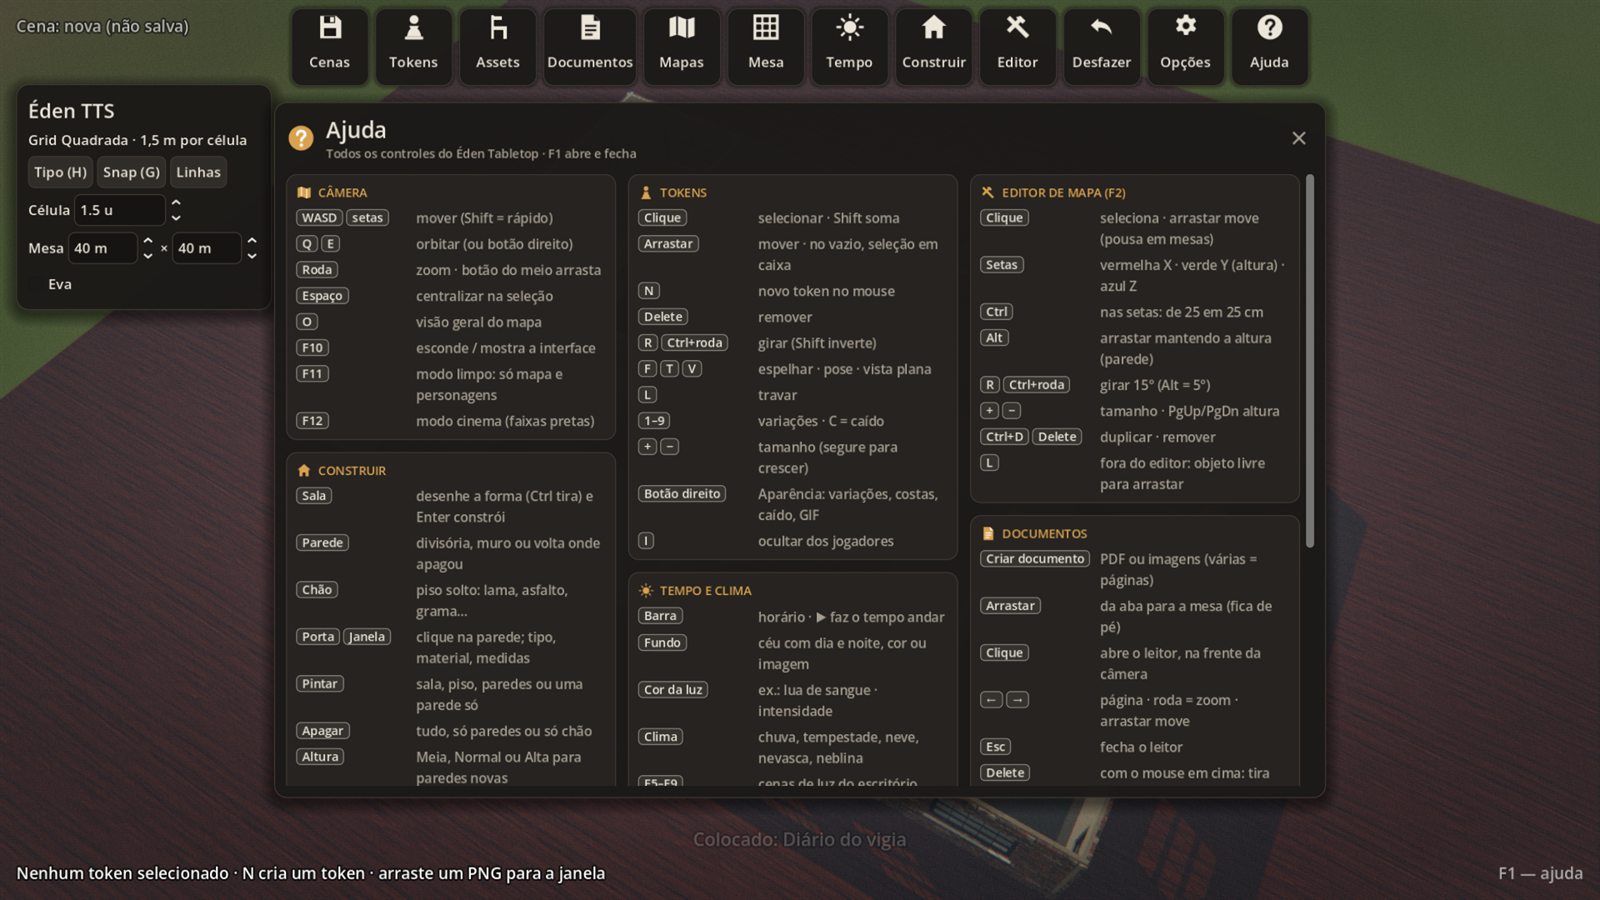 Cena: nova (não salva)
Cenas
Tokens
Assets
Documentos
Mapas
Mesa
Tempo
Construir
Editor
Desfazer
Opções
Ajuda
Éden TTS
Grid Quadrada · 1,5 m por célula
Tipo (H) Snap (G) Linhas
Célula 1.5 u
Mesa 40 m × 40 m
Eva
Ajuda
Todos os controles do Éden Tabletop · F1 abre e fecha
CÂMERA
WASD setas mover (Shift = rápido)
Q E orbitar (ou botão direito)
Roda zoom · botão do meio arrasta
Espaço centralizar na seleção
O visão geral do mapa
F10 esconde / mostra a interface
F11 modo limpo: só mapa e
personagens
F12 modo cinema (faixas pretas)
CONSTRUIR
Sala desenhe a forma (Ctrl tira) e
Enter constrói
Parede divisória, muro ou volta onde
apagou
Chão piso solto: lama, asfalto,
grama...
Porta Janela clique na parede; tipo,
material, medidas
Pintar sala, piso, paredes ou uma
parede só
Apagar tudo, só paredes ou só chão
Altura Meia, Normal ou Alta para
paredes novas
TOKENS
Clique selecionar · Shift soma
Arrastar mover · no vazio, seleção em
caixa
N novo token no mouse
Delete remover
R Ctrl+roda girar (Shift inverte)
F T V espelhar · pose · vista plana
L travar
1–9 variações · C = caído
+ − tamanho (segure para
crescer)
Botão direito Aparência: variações, costas,
caído, GIF
I ocultar dos jogadores
TEMPO E CLIMA
Barra horário · ▶ faz o tempo andar
Fundo céu com dia e noite, cor ou
imagem
Cor da luz ex.: lua de sangue ·
intensidade
Clima chuva, tempestade, neve,
nevasca, neblina
F5–F9 cenas de luz do escritório
EDITOR DE MAPA (F2)
Clique seleciona · arrastar move
(pousa em mesas)
Setas vermelha X · verde Y (altura) ·
azul Z
Ctrl nas setas: de 25 em 25 cm
Alt arrastar mantendo a altura
(parede)
R Ctrl+roda girar 15° (Alt = 5°)
+ − tamanho · PgUp/PgDn altura
Ctrl+D Delete duplicar · remover
L fora do editor: objeto livre
para arrastar
DOCUMENTOS
Criar documento PDF ou imagens (várias =
páginas)
Arrastar da aba para a mesa (fica de
pé)
Clique abre o leitor, na frente da
câmera
← → página · roda = zoom ·
arrastar move
Esc fecha o leitor
Delete com o mouse em cima: tira
Colocado: Diário do vigia
Nenhum token selecionado · N cria um token · arraste um PNG para a janela
F1 — ajuda